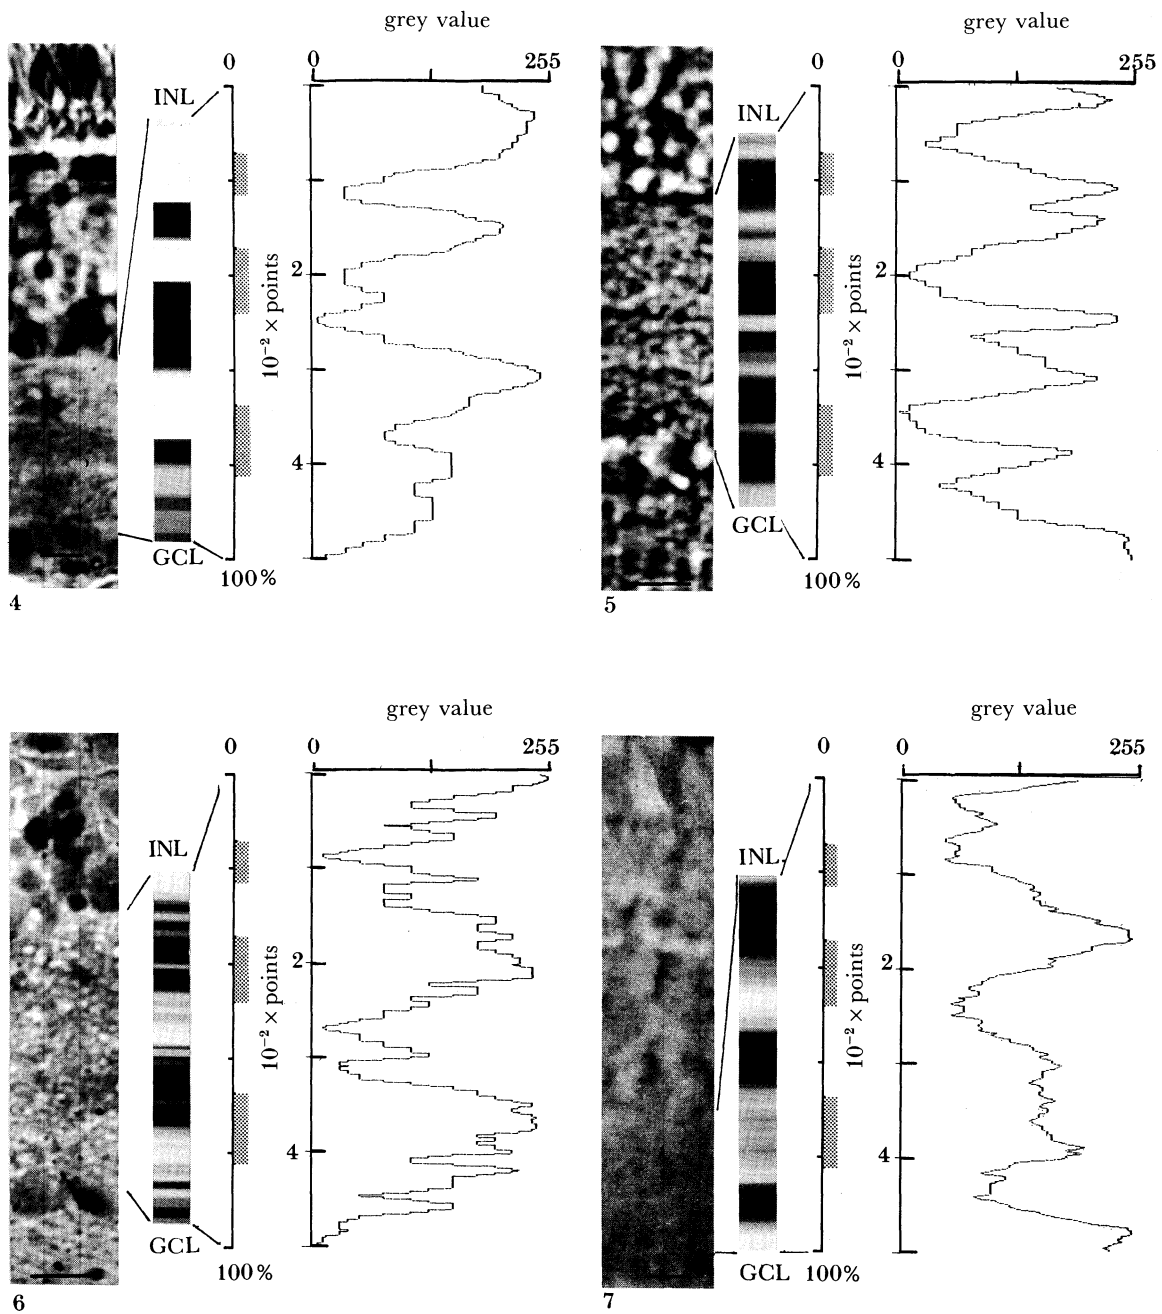 grey value
0 255
0
INL
2
10⁻² × points
4
GCL
100%
4
grey value
0 255
0
INL
2
10⁻² × points
4
GCL
100%
5
grey value
0 255
0
INL
2
10⁻² × points
4
GCL
100%
6
grey value
0 255
0
INL
2
10⁻² × points
4
GCL 100%
7